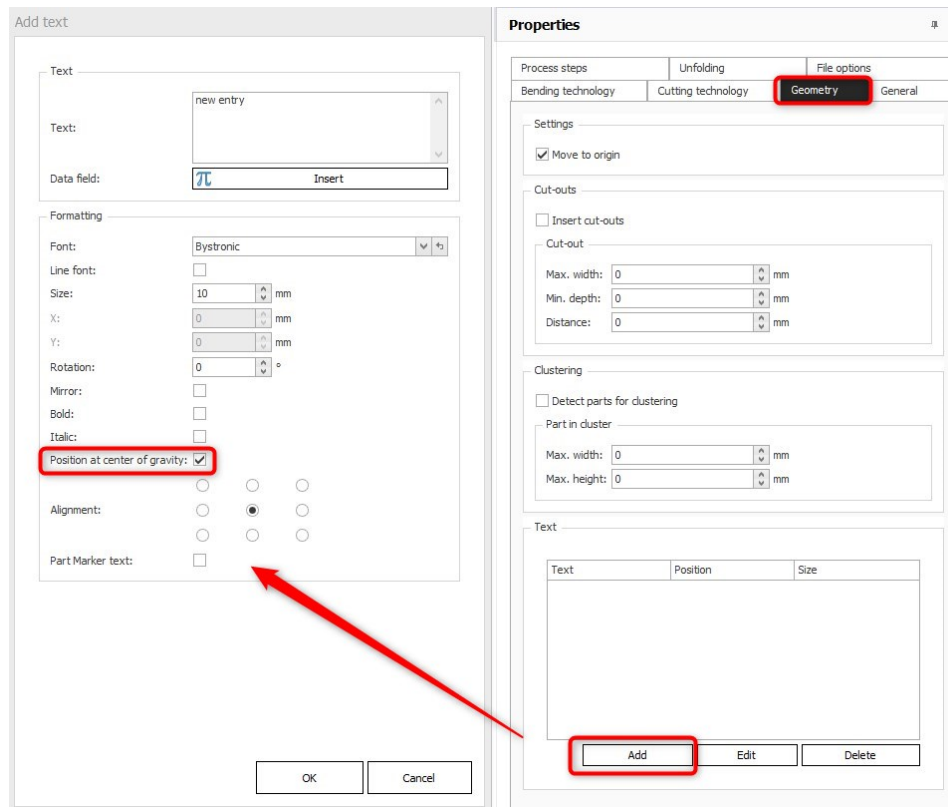 Add text
Text
Text:
new entry
Data field:
Insert
Formatting
Font:
Bystronic
Line font:
Size:
10
mm
X:
0
mm
Y:
0
mm
Rotation:
0
°
Mirror:
Bold:
Italic:
Position at center of gravity:
Alignment:
Part Marker text:
OK
Cancel
Properties
Process steps
Unfolding
File options
Bending technology
Cutting technology
Geometry
General
Settings
Move to origin
Cut-outs
Insert cut-outs
Cut-out
Max. width:
0
mm
Min. depth:
0
mm
Distance:
0
mm
Clustering
Detect parts for clustering
Part in cluster
Max. width:
0
mm
Max. height:
0
mm
Text
Text
Position
Size
Add
Edit
Delete